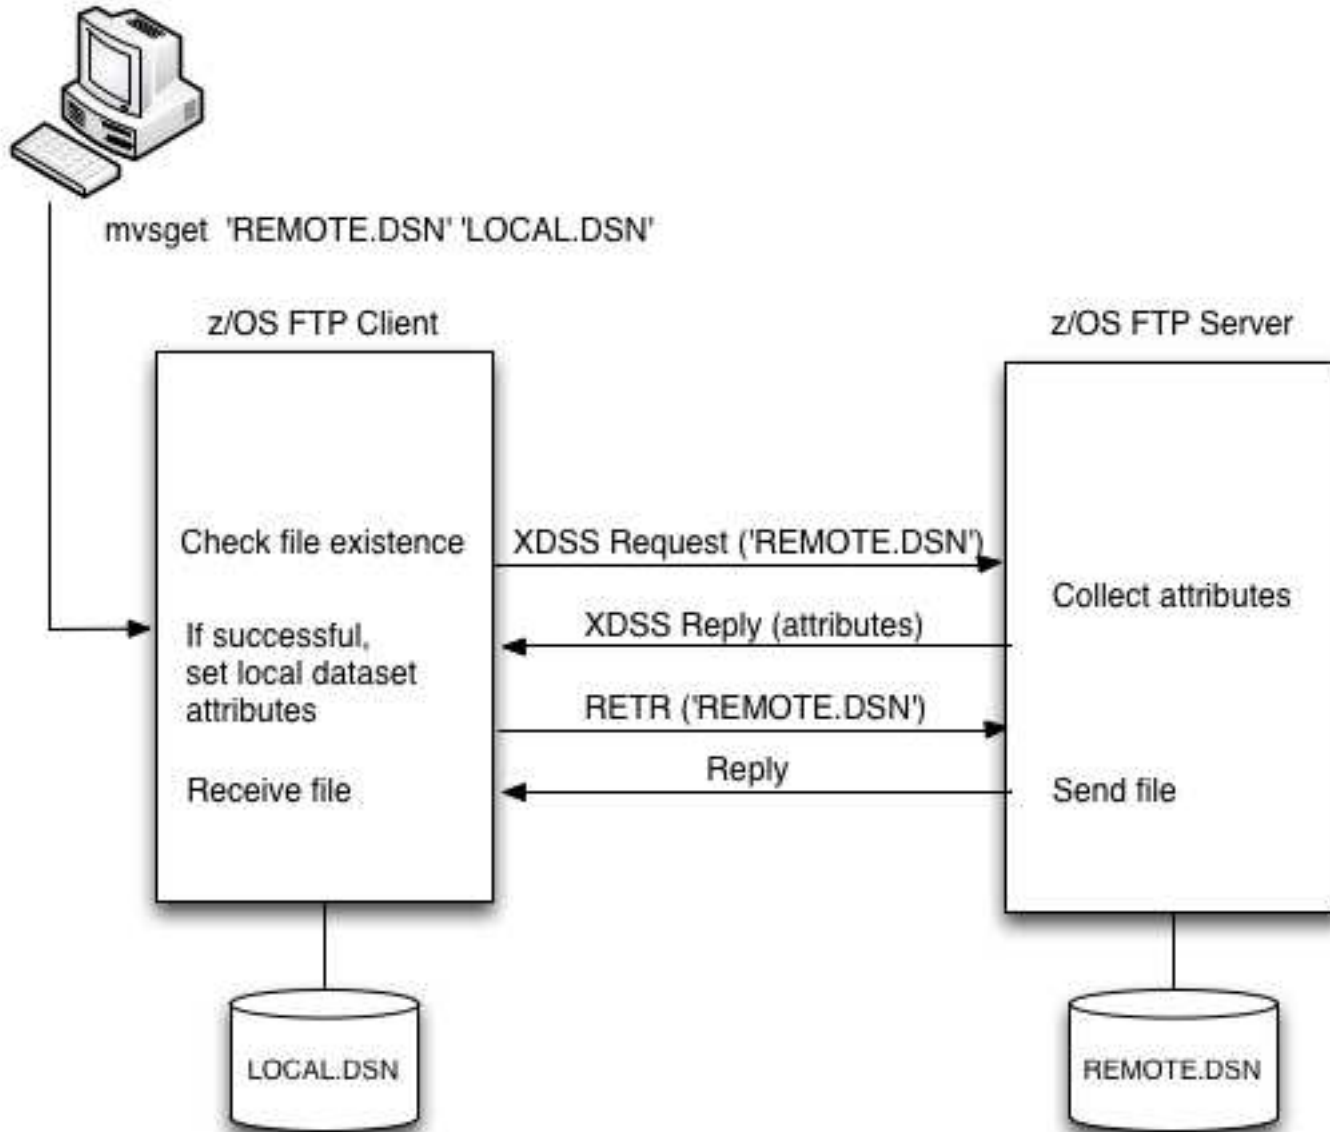 mvsget 'REMOTE.DSN' 'LOCAL.DSN'
z/OS FTP Client
z/OS FTP Server
Check file existence
XDSS Request ('REMOTE.DSN')
Collect attributes
XDSS Reply (attributes)
If successful,
set local dataset
attributes
RETR ('REMOTE.DSN')
Reply
Receive file
Send file
LOCAL.DSN
REMOTE.DSN